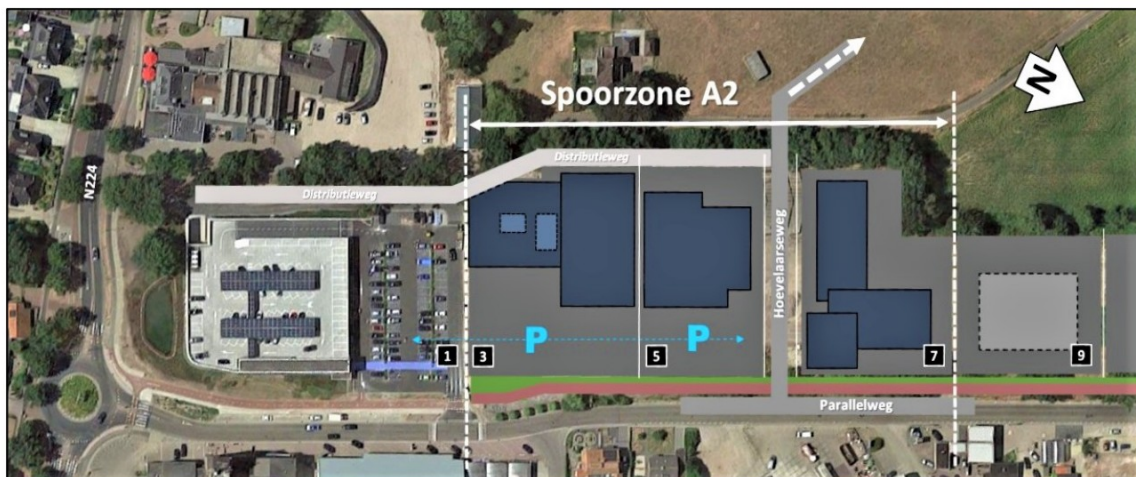 Spoorzone A2
N
N224
Distributieweg
Distributieweg
Hoevelaarseweg
P
P
1
3
5
7
9
Parallelweg